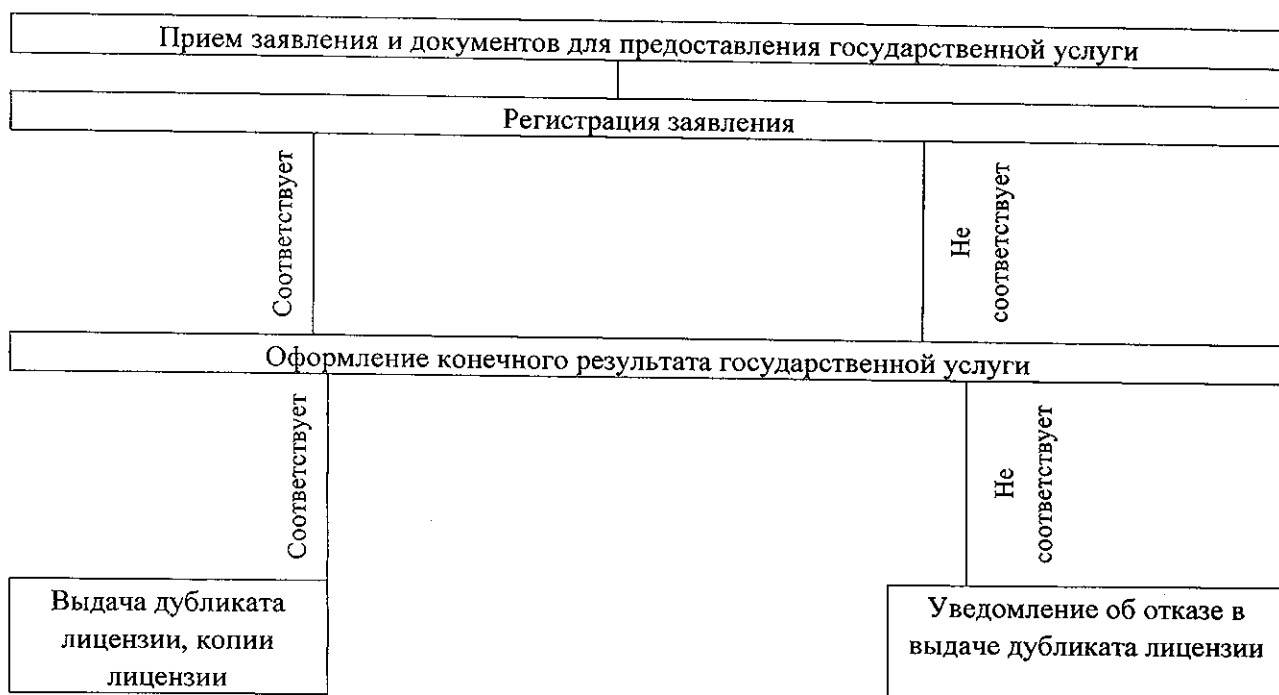 Прием заявления и документов для предоставления государственной услуги
Регистрация заявления
Соответствует
Не
соответствует
Оформление конечного результата государственной услуги
Соответствует
Не
соответствует
Выдача дубликата
лицензии, копии
лицензии
Уведомление об отказе в
выдаче дубликата лицензии